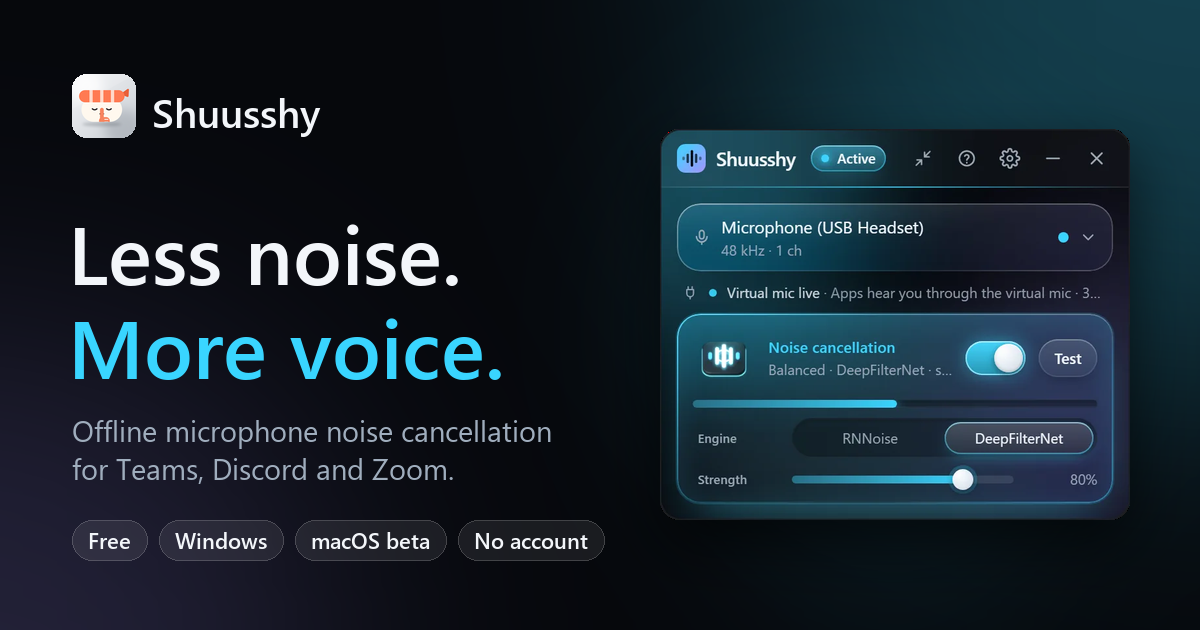 Shuusshy
Less noise.
More voice.
Offline microphone noise cancellation
for Teams, Discord and Zoom.
Free
Windows
macOS beta
No account
Shuusshy
Active
Microphone (USB Headset)
48 kHz · 1 ch
Virtual mic live · Apps hear you through the virtual mic · 3...
Noise cancellation
Balanced · DeepFilterNet · s...
Test
Engine
RNNoise
DeepFilterNet
Strength
80%